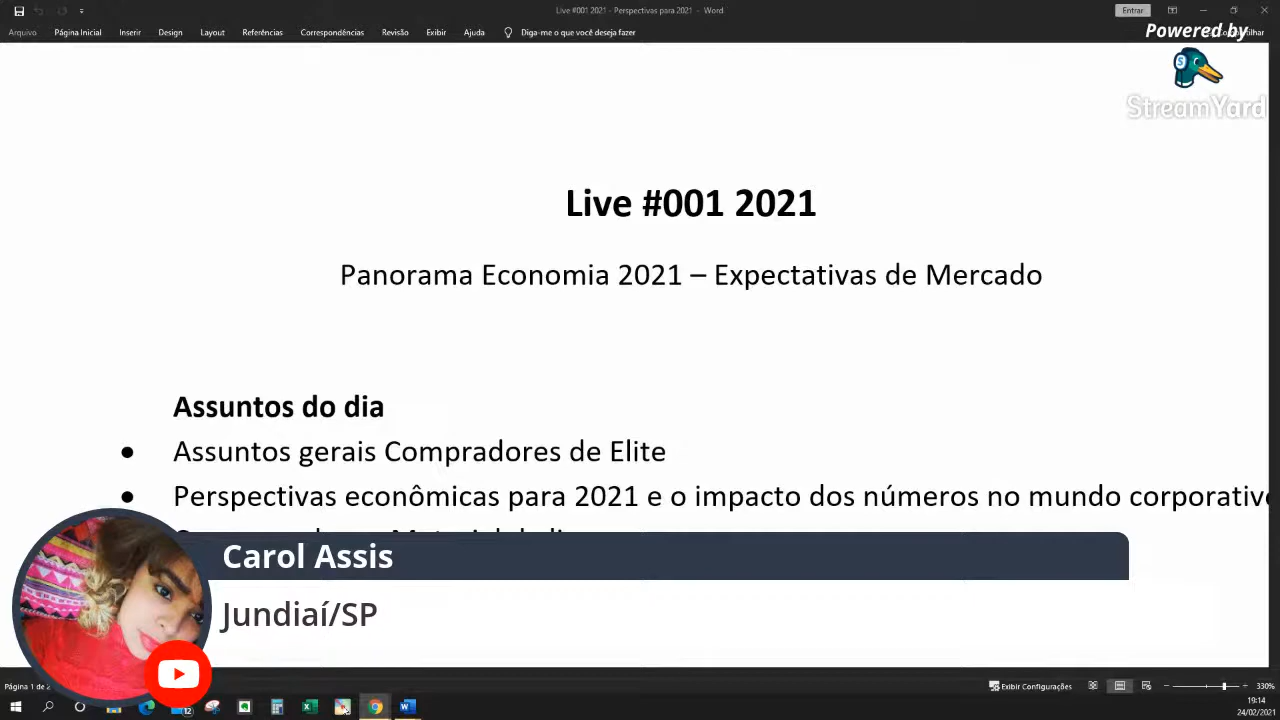 Live #001 2021 - Perspectivas para 2021 - Word
Entrar
Arquivo Página Inicial Inserir Design Layout Referências Correspondências Revisão Exibir Ajuda Diga-me o que você deseja fazer
Powered by
StreamYard
Live #001 2021
Panorama Economia 2021 – Expectativas de Mercado
Assuntos do dia
• Assuntos gerais Compradores de Elite
• Perspectivas econômicas para 2021 e o impacto dos números no mundo corporativo
Carol Assis
Jundiaí/SP
Página 1 de 2
Exibir Configurações
330%
12
19:14
24/02/2021